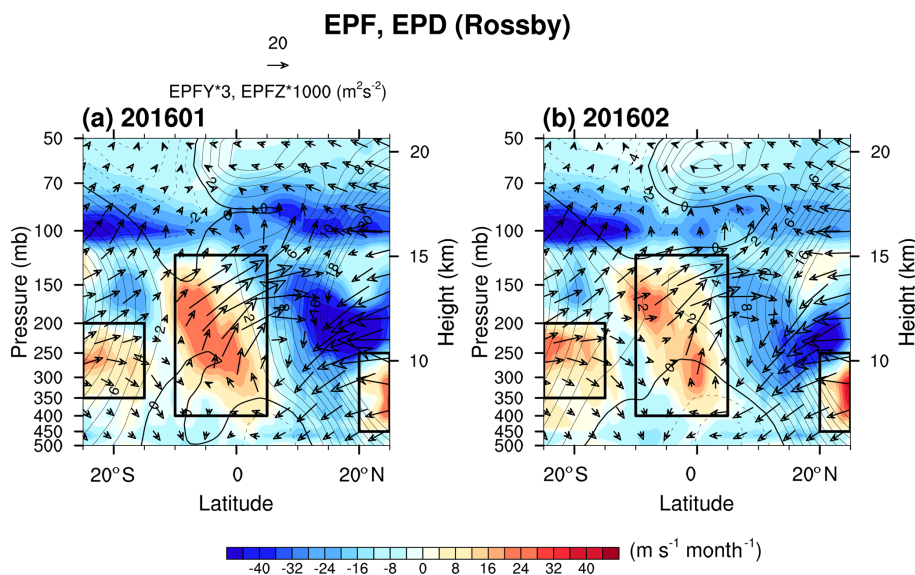 EPF, EPD (Rossby)
20
EPFY*3, EPFZ*1000 (m²s⁻²)
(a) 201601
(b) 201602
50
70
100
150
200
250
300
350
400
450
500
Pressure (mb)
20
15
10
Height (km)
20°S
0
20°N
Latitude
50
70
100
150
200
250
300
350
400
450
500
Pressure (mb)
20
15
10
Height (km)
20°S
0
20°N
Latitude
-40 -32 -24 -16 -8 0 8 16 24 32 40
(m s⁻¹ month⁻¹)